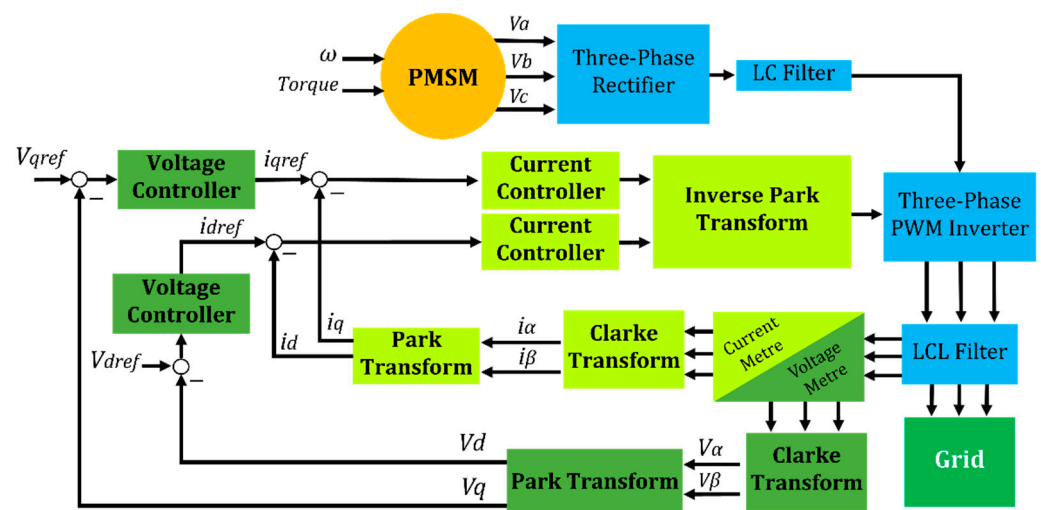 ω
Torque
PMSM
Va
Vb
Vc
Three-Phase
Rectifier
LC Filter
Vqref
Voltage
Controller
iqref
Current
Controller
Inverse Park
Transform
Three-Phase
PWM Inverter
idref
Current
Controller
Voltage
Controller
Vdref
iq
id
Park
Transform
iα
iβ
Clarke
Transform
Current
Metre
Voltage
Metre
LCL Filter
Vd
Vq
Park Transform
Vα
Vβ
Clarke
Transform
Grid